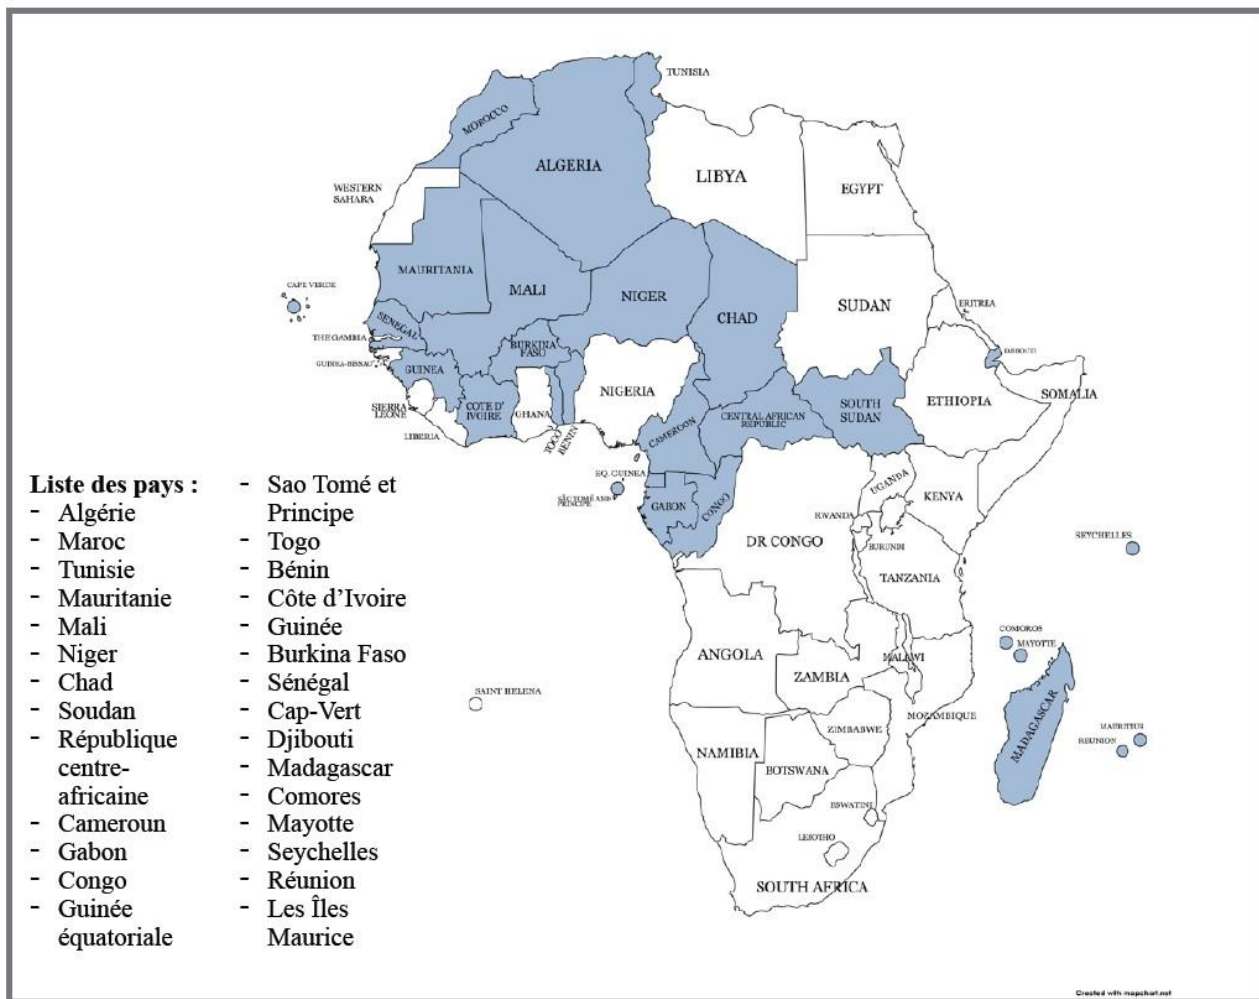 TUNISIA
MOROCCO
ALGERIA
LIBYA
EGYPT
WESTERN
SAHARA
MAURITANIA
MALI
NIGER
CHAD
SUDAN
ERITREA
CAPE VERDE
SENEGAL
THE GAMBIA
GUINEA-BISSAU
GUINEA
BURKINA
FASO
DJIBOUTI
SIERRA
LEONE
COTE D'
IVOIRE
GHANA
NIGERIA
LIBERIA
TOGO
BENIN
CAMEROON
CENTRAL AFRICAN
REPUBLIC
SOUTH
SUDAN
ETHIOPIA
SOMALIA
EQ. GUINEA
SÃO TOMÉ AND
PRINCIPE
GABON
CONGO
DR CONGO
UGANDA
KENYA
RWANDA
BURUNDI
TANZANIA
SEYCHELLES
COMOROS
MAYOTTE
ANGOLA
ZAMBIA
MALAWI
MOZAMBIQUE
SAINT HELENA
NAMIBIA
BOTSWANA
ZIMBABWE
MADAGASCAR
MAURITIUS
REUNION
ESWATINI
LESOTHO
SOUTH AFRICA
Liste des pays :
- Algérie
- Maroc
- Tunisie
- Mauritanie
- Mali
- Niger
- Chad
- Soudan
- République
centre-
africaine
- Cameroun
- Gabon
- Congo
- Guinée
équatoriale
- Sao Tomé et
Principe
- Togo
- Bénin
- Côte d'Ivoire
- Guinée
- Burkina Faso
- Sénégal
- Cap-Vert
- Djibouti
- Madagascar
- Comores
- Mayotte
- Seychelles
- Réunion
- Les Îles
Maurice
Created with mapchart.net